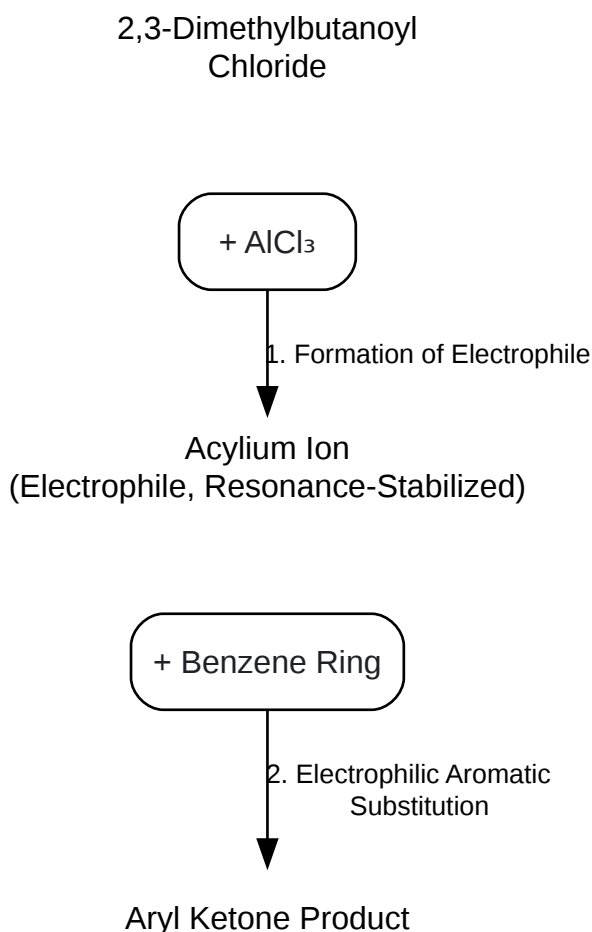 2,3-Dimethylbutanoyl
Chloride
+ AlCl₃
1. Formation of Electrophile
Acylium Ion
(Electrophile, Resonance-Stabilized)
+ Benzene Ring
2. Electrophilic Aromatic
Substitution
Aryl Ketone Product